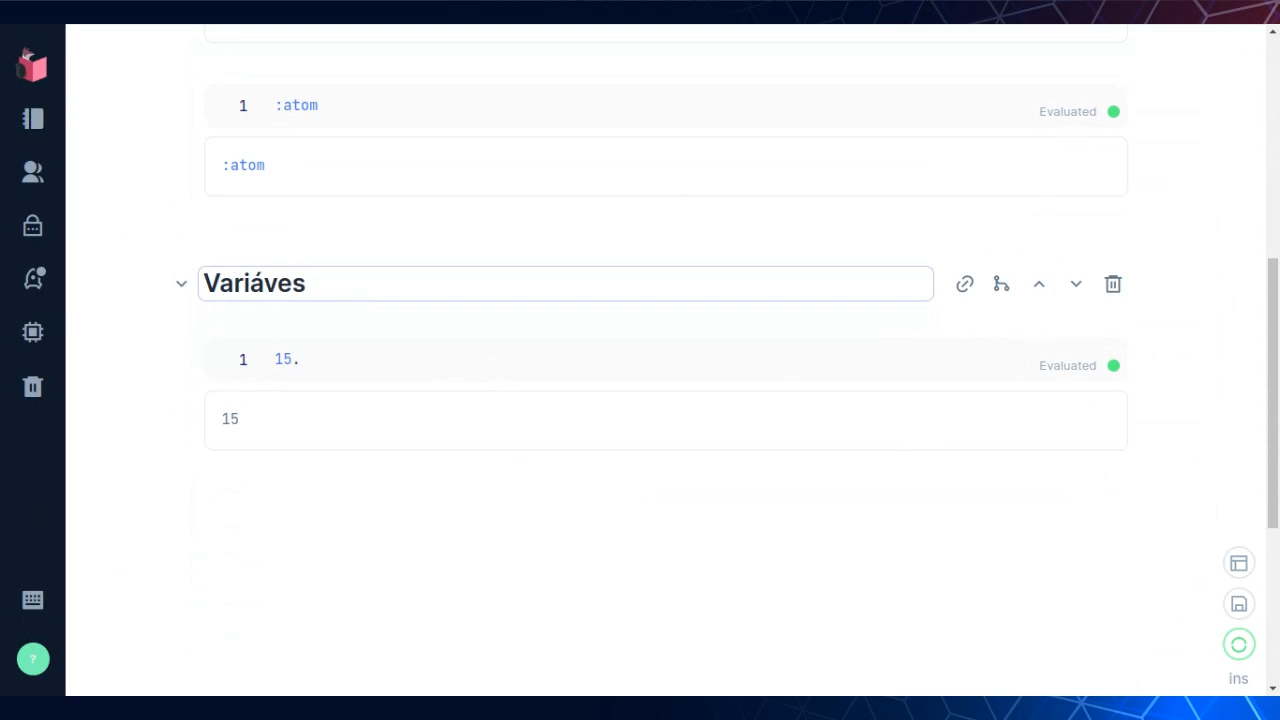 1 :atom
Evaluated
:atom
Variáves
1 15.
Evaluated
15
?
ins